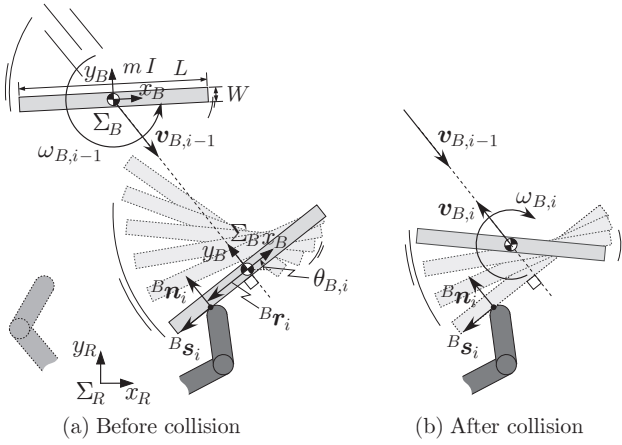 y_B m I L
x_B W
Σ_B
v_{B,i−1}
ω_{B,i−1}
Σ_B x_B
y_B
θ_{B,i}
^B n_i
^B r_i
^B s_i
y_R
Σ_R x_R
(a) Before collision
v_{B,i−1}
ω_{B,i}
v_{B,i}
^B n_i
^B s_i
(b) After collision